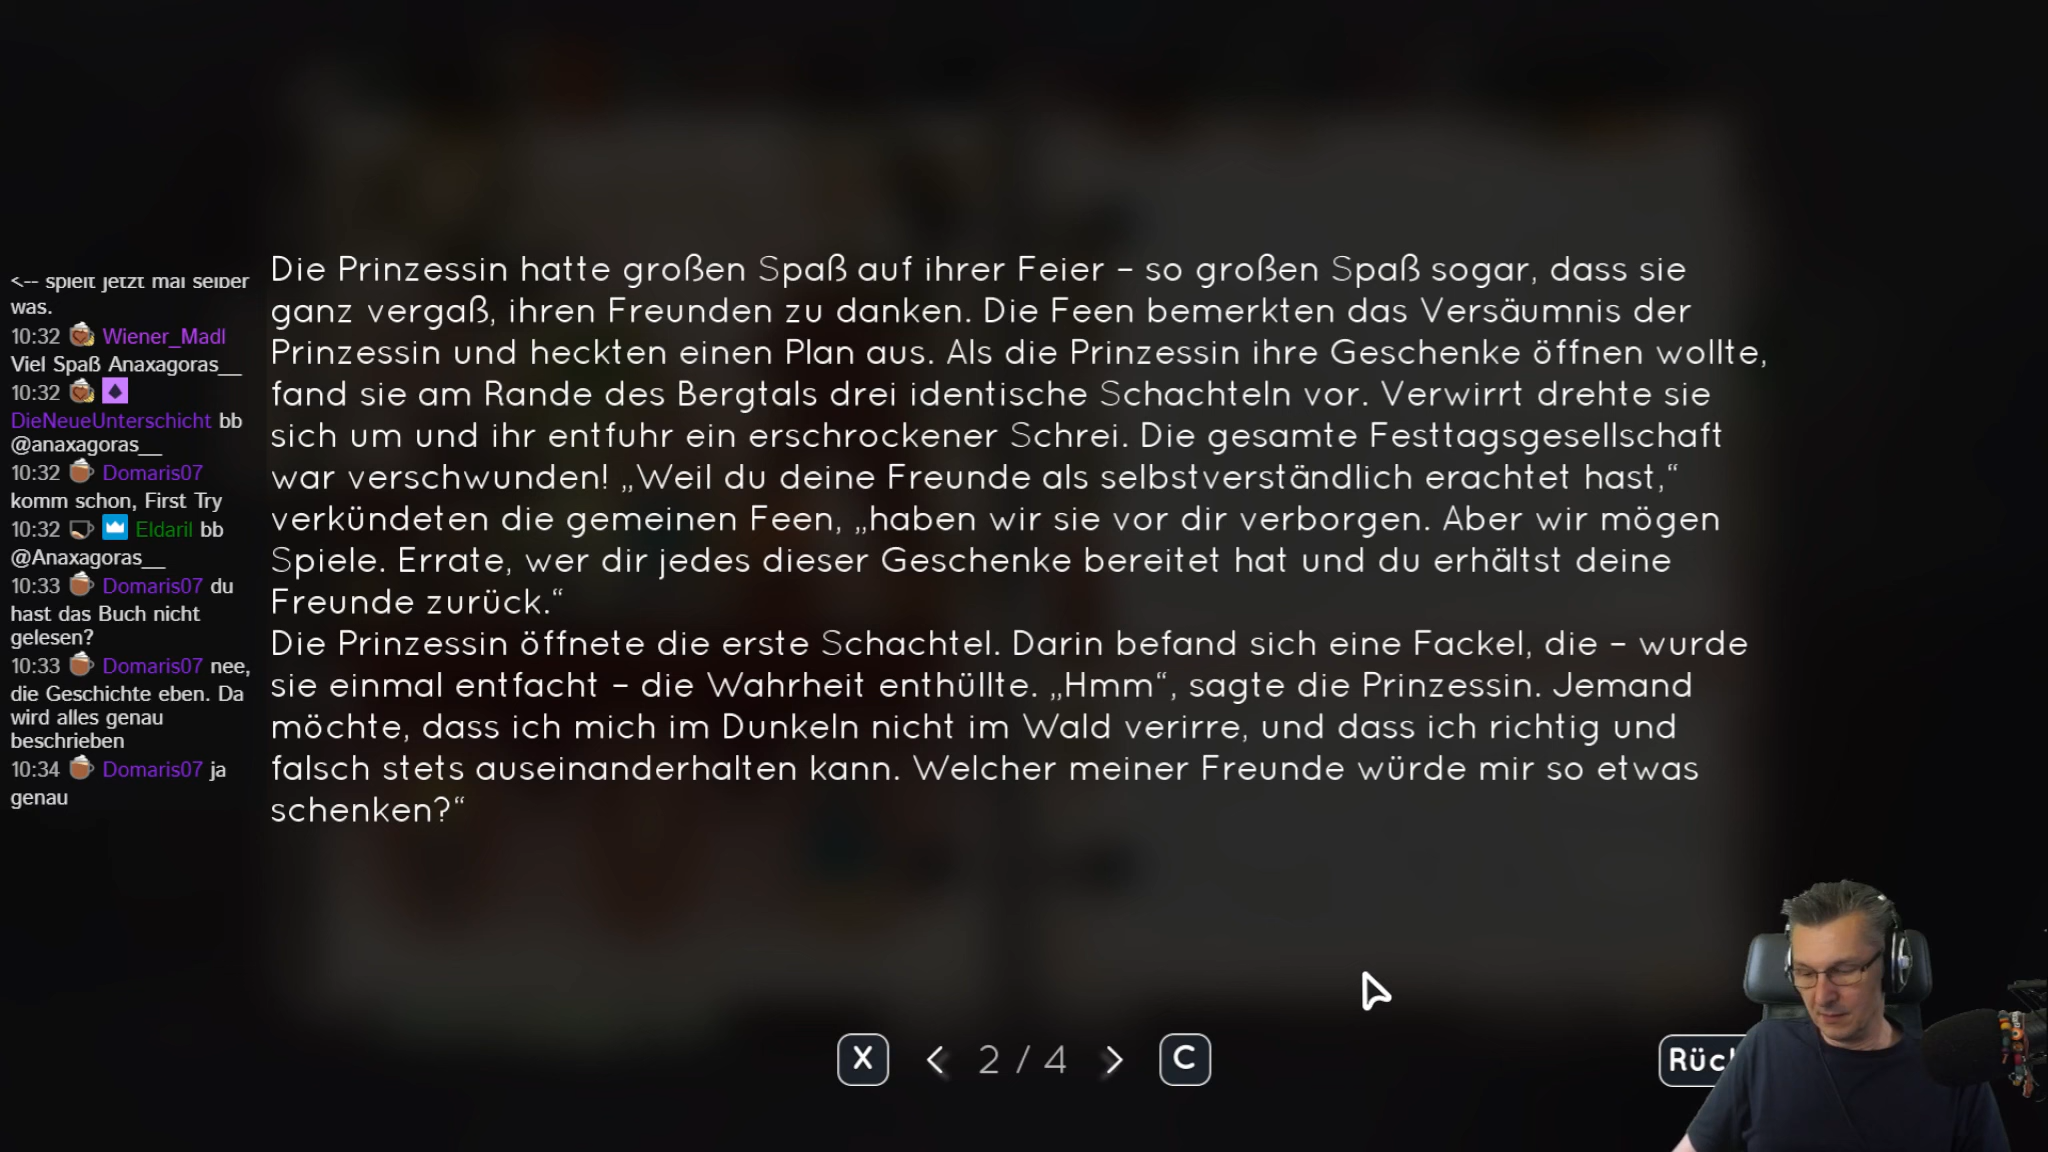 <-- spielt jetzt mal selber
was.
10:32 Wiener_Madl
Viel Spaß Anaxagoras__
10:32
DieNeueUnterschicht bb
@anaxagoras__
10:32 Domaris07
komm schon, First Try
10:32 Eldaril bb
@Anaxagoras__
10:33 Domaris07 du
hast das Buch nicht
gelesen?
10:33 Domaris07 nee,
die Geschichte eben. Da
wird alles genau
beschrieben
10:34 Domaris07 ja
genau
Die Prinzessin hatte großen Spaß auf ihrer Feier – so großen Spaß sogar, dass sie
ganz vergaß, ihren Freunden zu danken. Die Feen bemerkten das Versäumnis der
Prinzessin und heckten einen Plan aus. Als die Prinzessin ihre Geschenke öffnen wollte,
fand sie am Rande des Bergtals drei identische Schachteln vor. Verwirrt drehte sie
sich um und ihr entfuhr ein erschrockener Schrei. Die gesamte Festtagsgesellschaft
war verschwunden! „Weil du deine Freunde als selbstverständlich erachtet hast,“
verkündeten die gemeinen Feen, „haben wir sie vor dir verborgen. Aber wir mögen
Spiele. Errate, wer dir jedes dieser Geschenke bereitet hat und du erhältst deine
Freunde zurück.“
Die Prinzessin öffnete die erste Schachtel. Darin befand sich eine Fackel, die – wurde
sie einmal entfacht – die Wahrheit enthüllte. „Hmm“, sagte die Prinzessin. Jemand
möchte, dass ich mich im Dunkeln nicht im Wald verirre, und dass ich richtig und
falsch stets auseinanderhalten kann. Welcher meiner Freunde würde mir so etwas
schenken?“
X < 2 / 4 > C